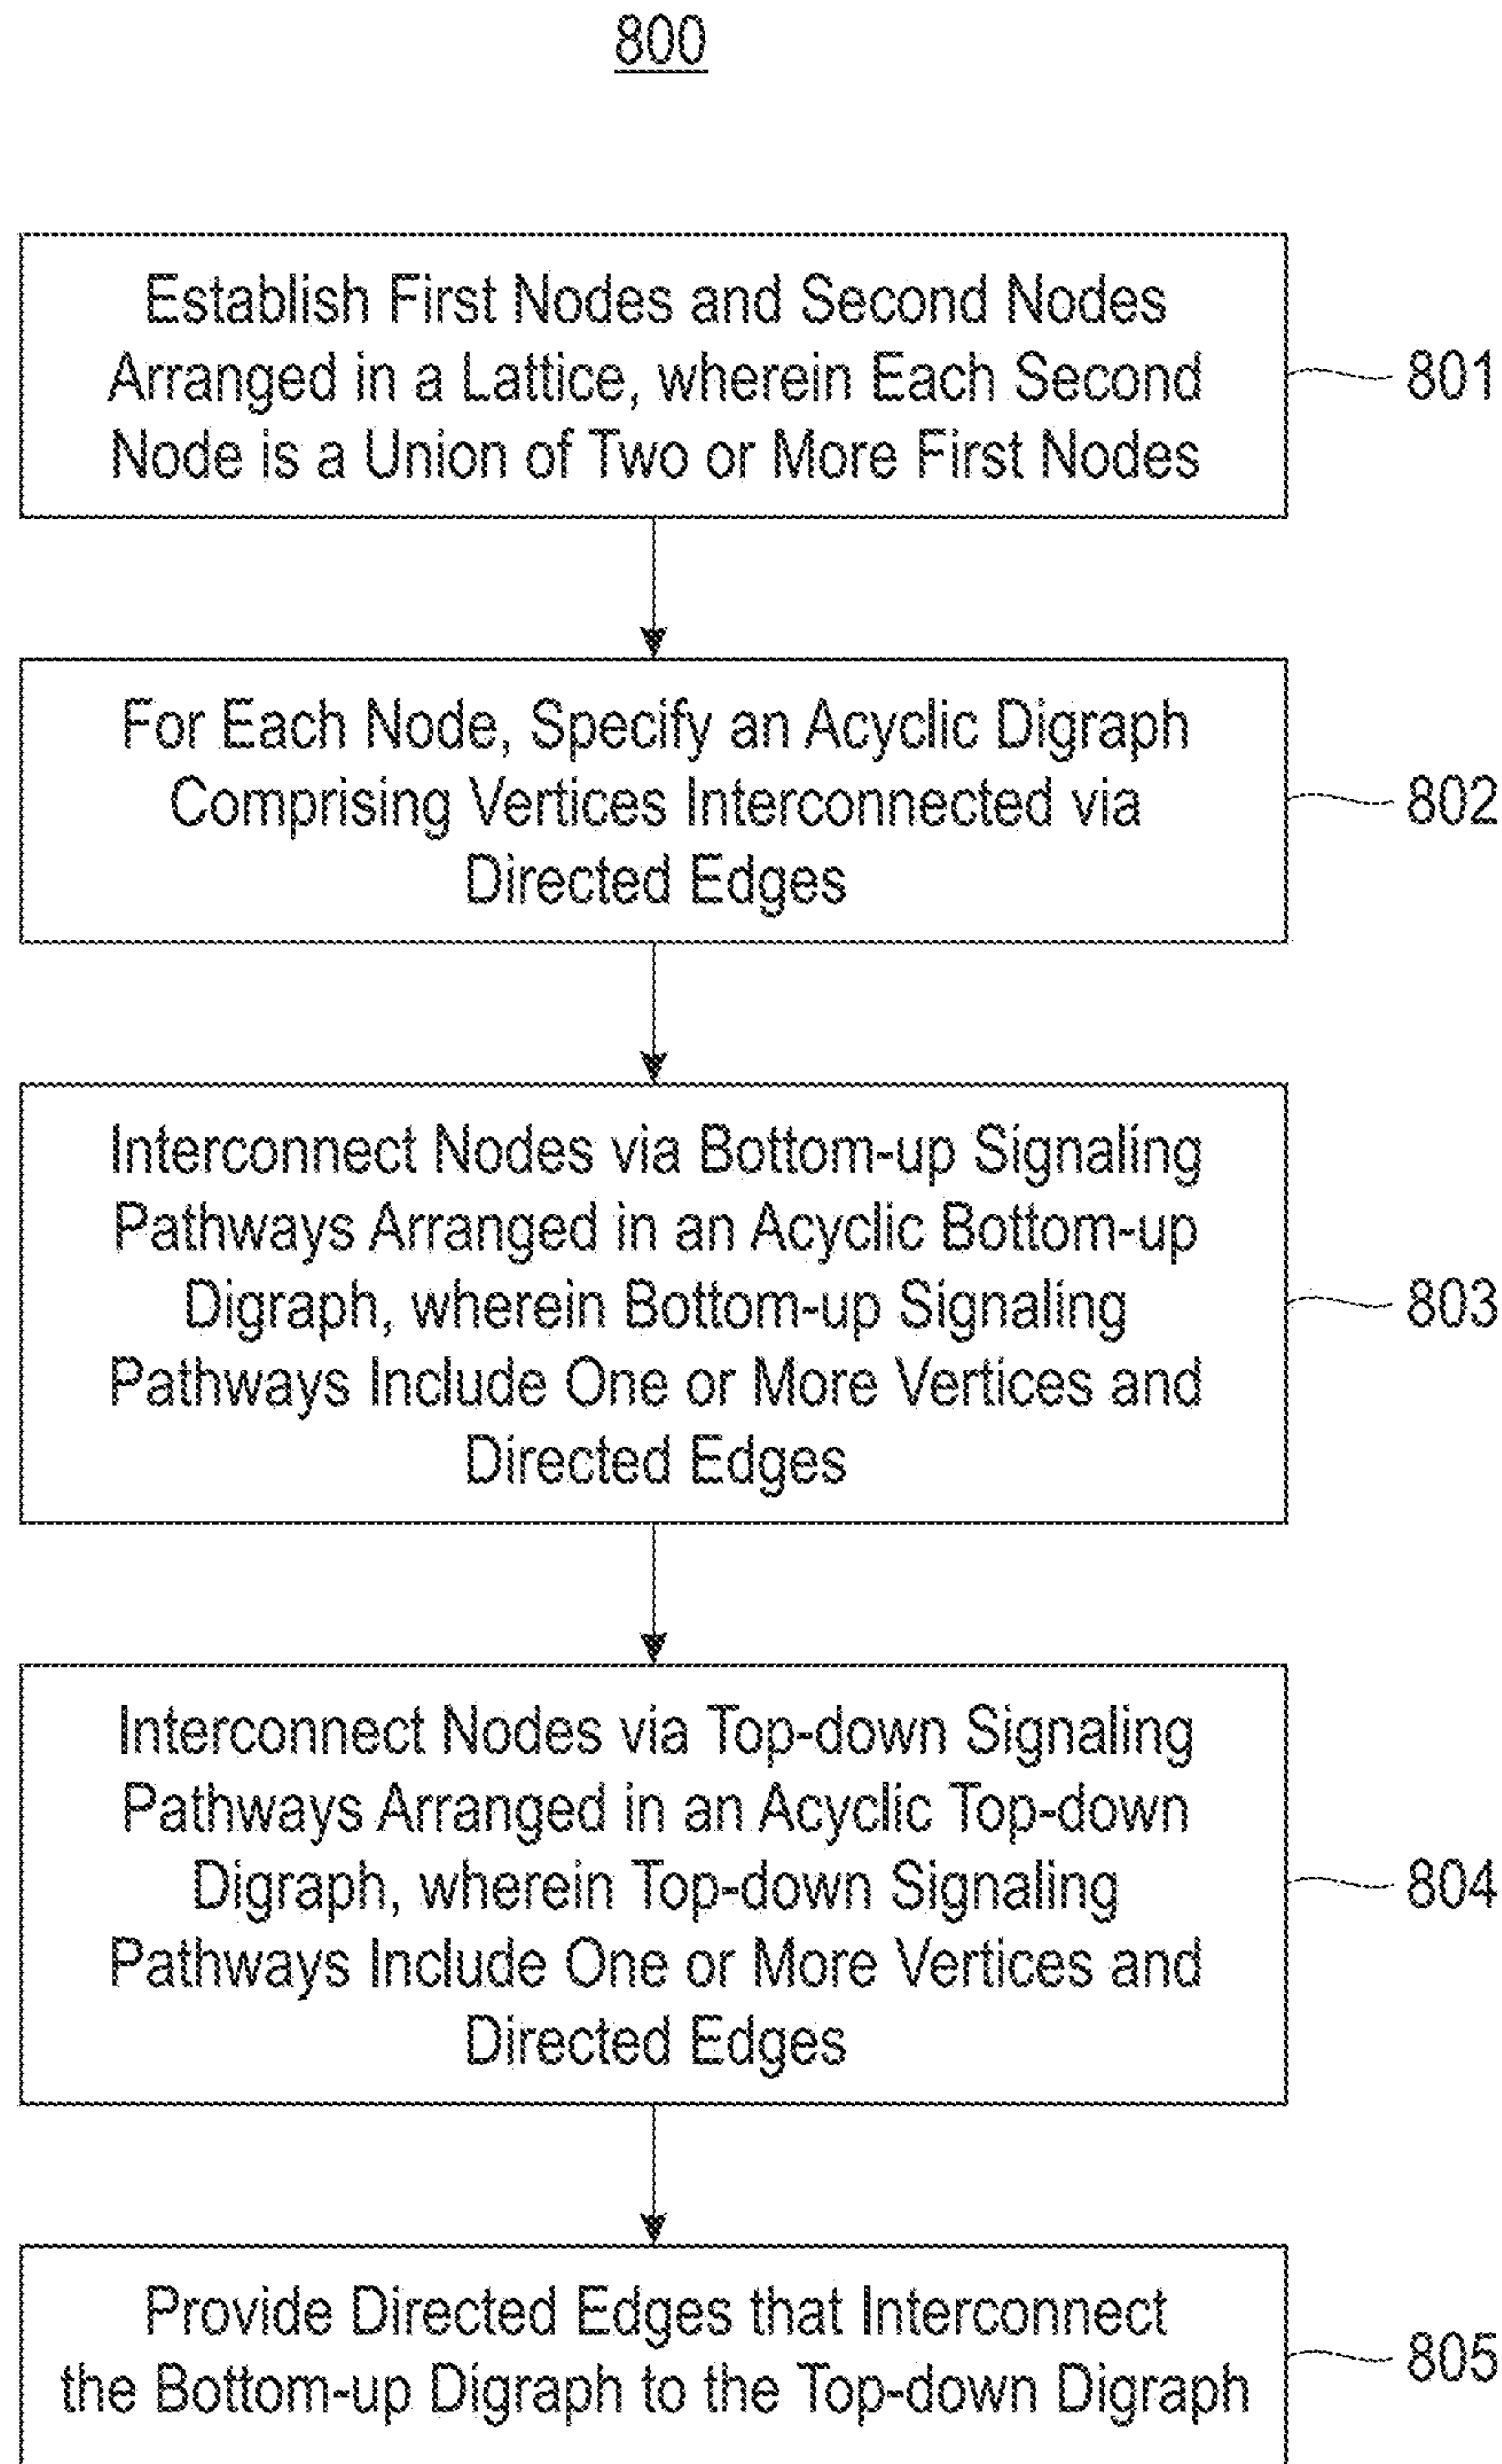 800
Establish First Nodes and Second Nodes
Arranged in a Lattice, wherein Each Second
Node is a Union of Two or More First Nodes
801
For Each Node, Specify an Acyclic Digraph
Comprising Vertices Interconnected via
Directed Edges
802
Interconnect Nodes via Bottom-up Signaling
Pathways Arranged in an Acyclic Bottom-up
Digraph, wherein Bottom-up Signaling
Pathways Include One or More Vertices and
Directed Edges
803
Interconnect Nodes via Top-down Signaling
Pathways Arranged in an Acyclic Top-down
Digraph, wherein Top-down Signaling
Pathways Include One or More Vertices and
Directed Edges
804
Provide Directed Edges that Interconnect
the Bottom-up Digraph to the Top-down Digraph
805